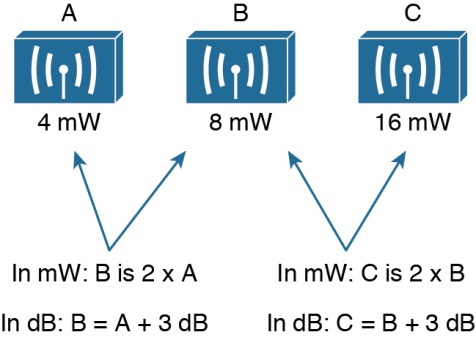 A B C
4 mW 8 mW 16 mW
In mW: B is 2 x A In mW: C is 2 x B
In dB: B = A + 3 dB In dB: C = B + 3 dB